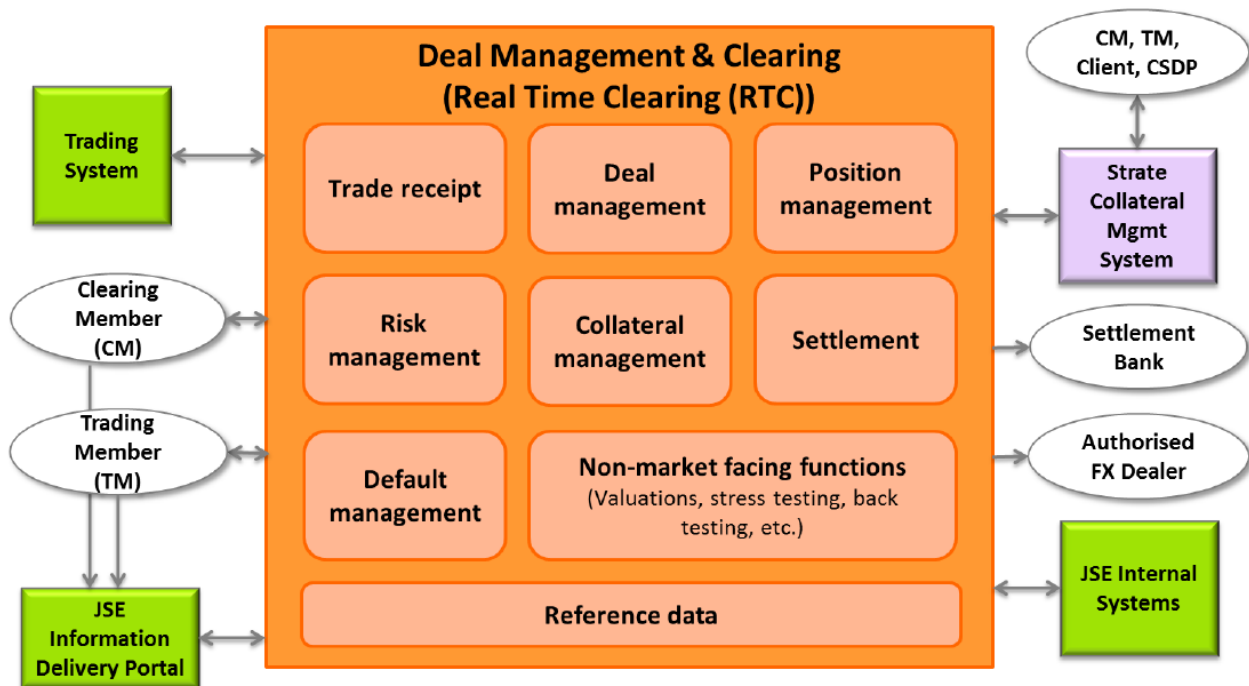 Deal Management & Clearing
(Real Time Clearing (RTC))
Trading
System
Clearing
Member
(CM)
Trading
Member
(TM)
JSE
Information
Delivery Portal
Trade receipt
Deal
management
Position
management
Risk
management
Collateral
management
Settlement
Default
management
Non-market facing functions
(Valuations, stress testing, back
testing, etc.)
Reference data
CM, TM,
Client, CSDP
Strate
Collateral
Mgmt
System
Settlement
Bank
Authorised
FX Dealer
JSE Internal
Systems